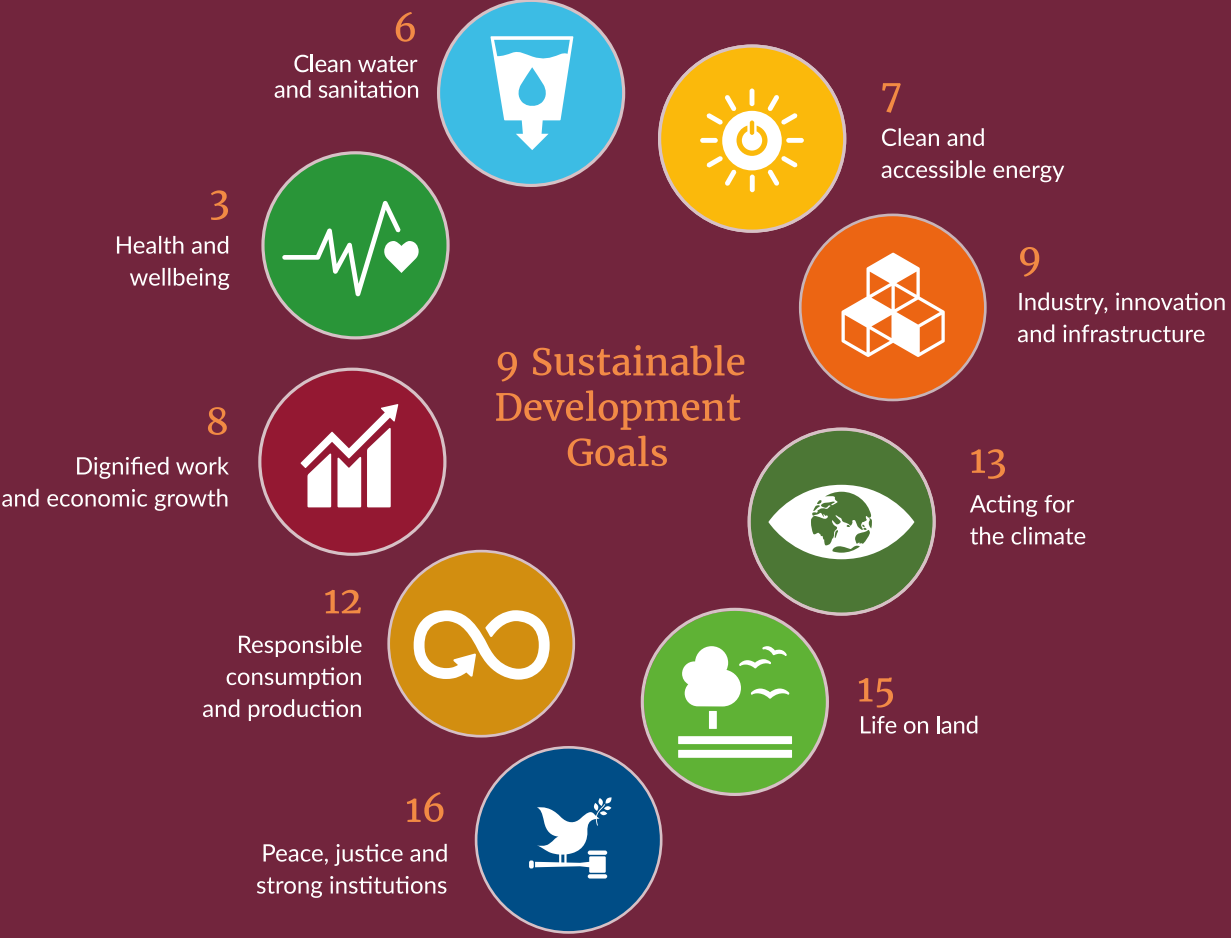 6
Clean water
and sanitation
7
Clean and
accessible energy
3
Health and
wellbeing
9
Industry, innovation
and infrastructure
9 Sustainable
Development
Goals
8
Dignified work
and economic growth
13
Acting for
the climate
12
Responsible
consumption
and production
15
Life on land
16
Peace, justice and
strong institutions